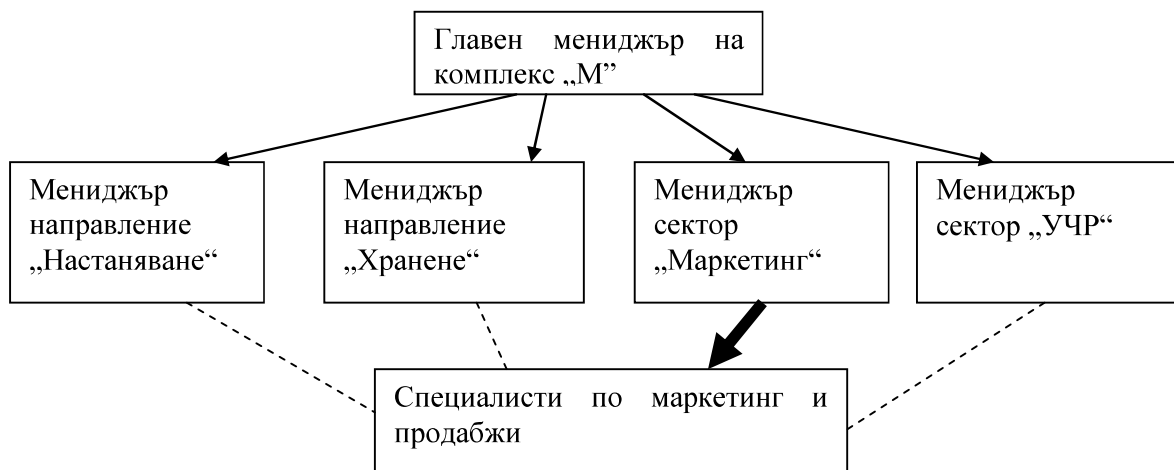 Главен мениджър на
комплекс „М”
Мениджър
направление
„Настаняване“
Мениджър
направление
„Хранене“
Мениджър
сектор
„Маркетинг“
Мениджър
сектор „УЧР“
Специалисти по маркетинг и
продабжи